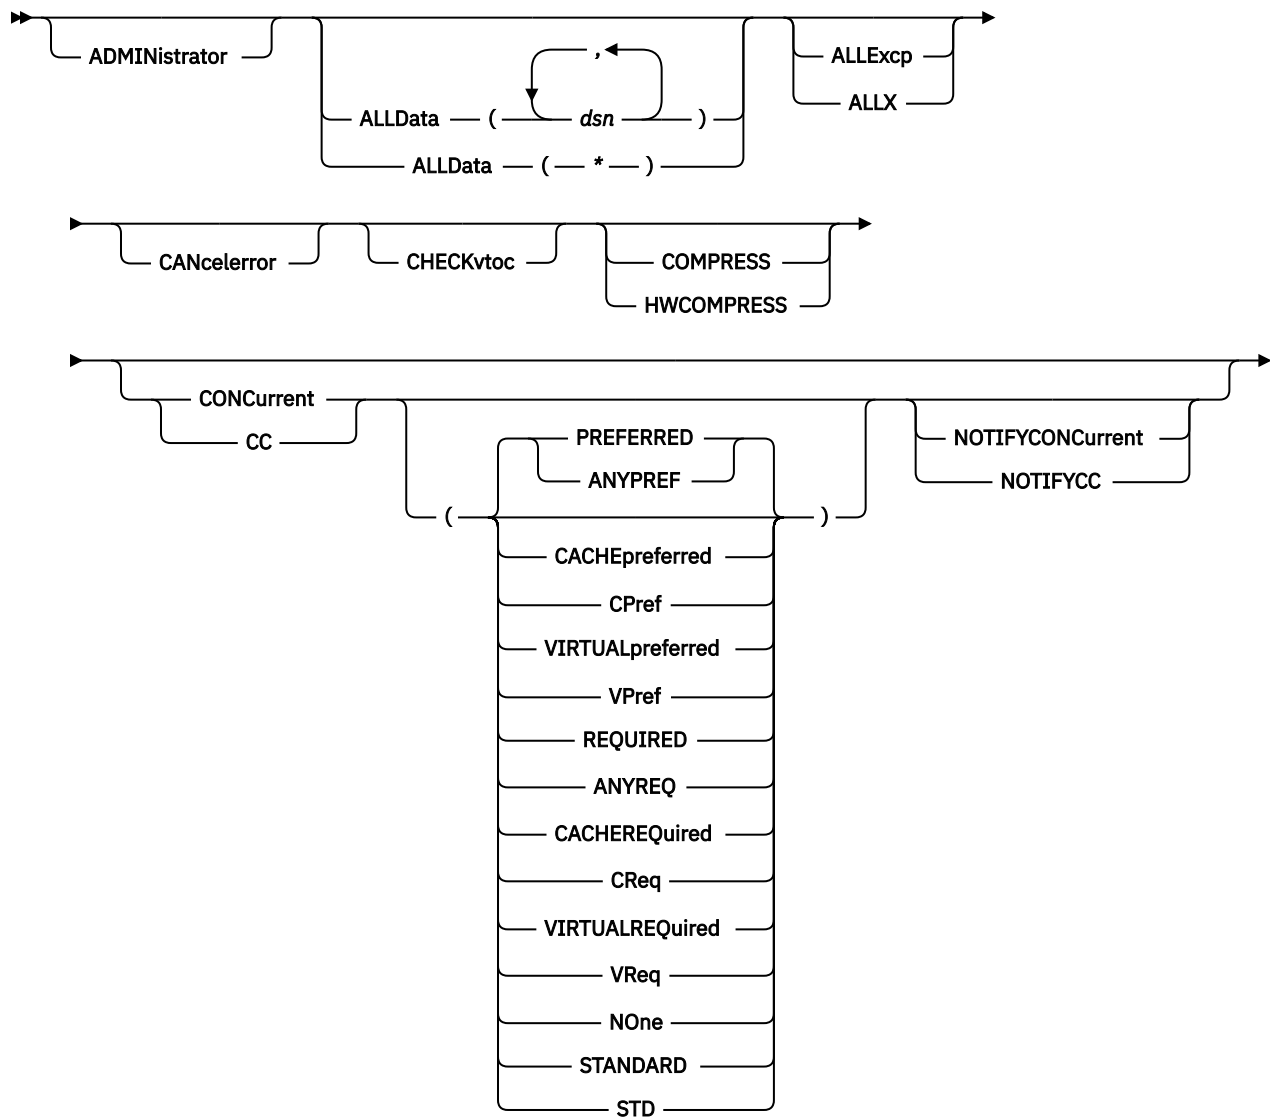 ADMINistrator
,
ALLData ( dsn )
ALLData ( * )
ALLExcp
ALLX
CANcelerror CHECKvtoc COMPRESS
HWCOMPRESS
CONCurrent
CC
(
PREFERRED
ANYPREF
CACHEpreferred
CPref
VIRTUALpreferred
VPref
REQUIRED
ANYREQ
CACHEREQuired
CReq
VIRTUALREQuired
VReq
NOne
STANDARD
STD
)
NOTIFYCONCurrent
NOTIFYCC